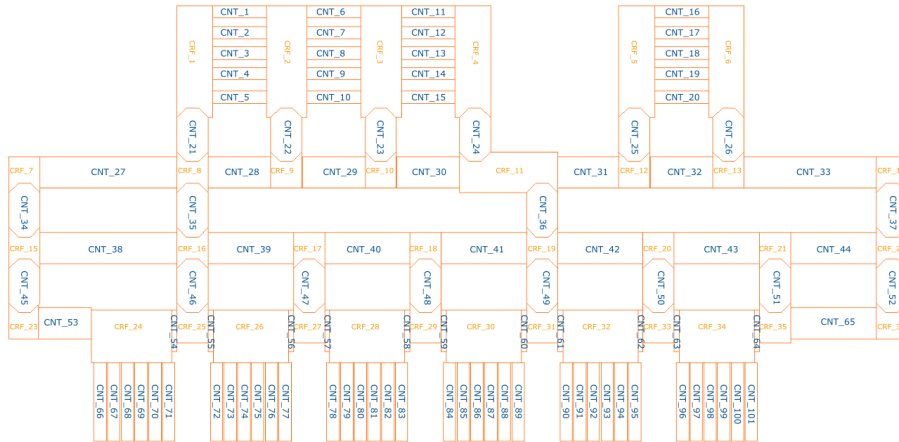 CNT_1 CNT_6 CNT_11 CNT_16
CNT_2 CNT_7 CNT_12 CNT_17
CRF_1 CNT_3 CRF_2 CNT_8 CRF_3 CNT_13 CRF_4 CRF_5 CNT_18 CRF_6
CNT_4 CNT_9 CNT_14 CNT_19
CNT_5 CNT_10 CNT_15 CNT_20
CNT_21 CNT_22 CNT_23 CNT_24 CNT_25 CNT_26
CRF_7 CNT_27 CRF_8 CNT_28 CRF_9 CNT_29 CRF_10 CNT_30 CRF_11 CNT_31 CRF_12 CNT_32 CRF_13 CNT_33
CNT_34 CNT_35 CNT_36 CNT_37
CRF_15 CNT_38 CRF_16 CNT_39 CRF_17 CNT_40 CRF_18 CNT_41 CRF_19 CNT_42 CRF_20 CNT_43 CRF_21 CNT_44
CNT_45 CNT_46 CNT_47 CNT_48 CNT_49 CNT_50 CNT_51 CNT_52
CRF_23 CNT_53 CRF_24 CNT_54 CRF_25 CNT_55 CRF_26 CNT_56 CRF_27 CNT_57 CRF_28 CNT_58 CRF_29 CNT_59 CRF_30 CNT_60 CRF_31 CNT_61 CRF_32 CNT_62 CRF_33 CNT_63 CRF_34 CNT_64 CRF_35 CNT_65
CNT_66 CNT_67 CNT_68 CNT_69 CNT_70 CNT_71 CNT_72 CNT_73 CNT_74 CNT_75 CNT_76 CNT_77 CNT_78 CNT_79 CNT_80 CNT_81 CNT_82 CNT_83 CNT_84 CNT_85 CNT_86 CNT_87 CNT_88 CNT_89 CNT_90 CNT_91 CNT_92 CNT_93 CNT_94 CNT_95 CNT_96 CNT_97 CNT_98 CNT_99 CNT_100 CNT_101